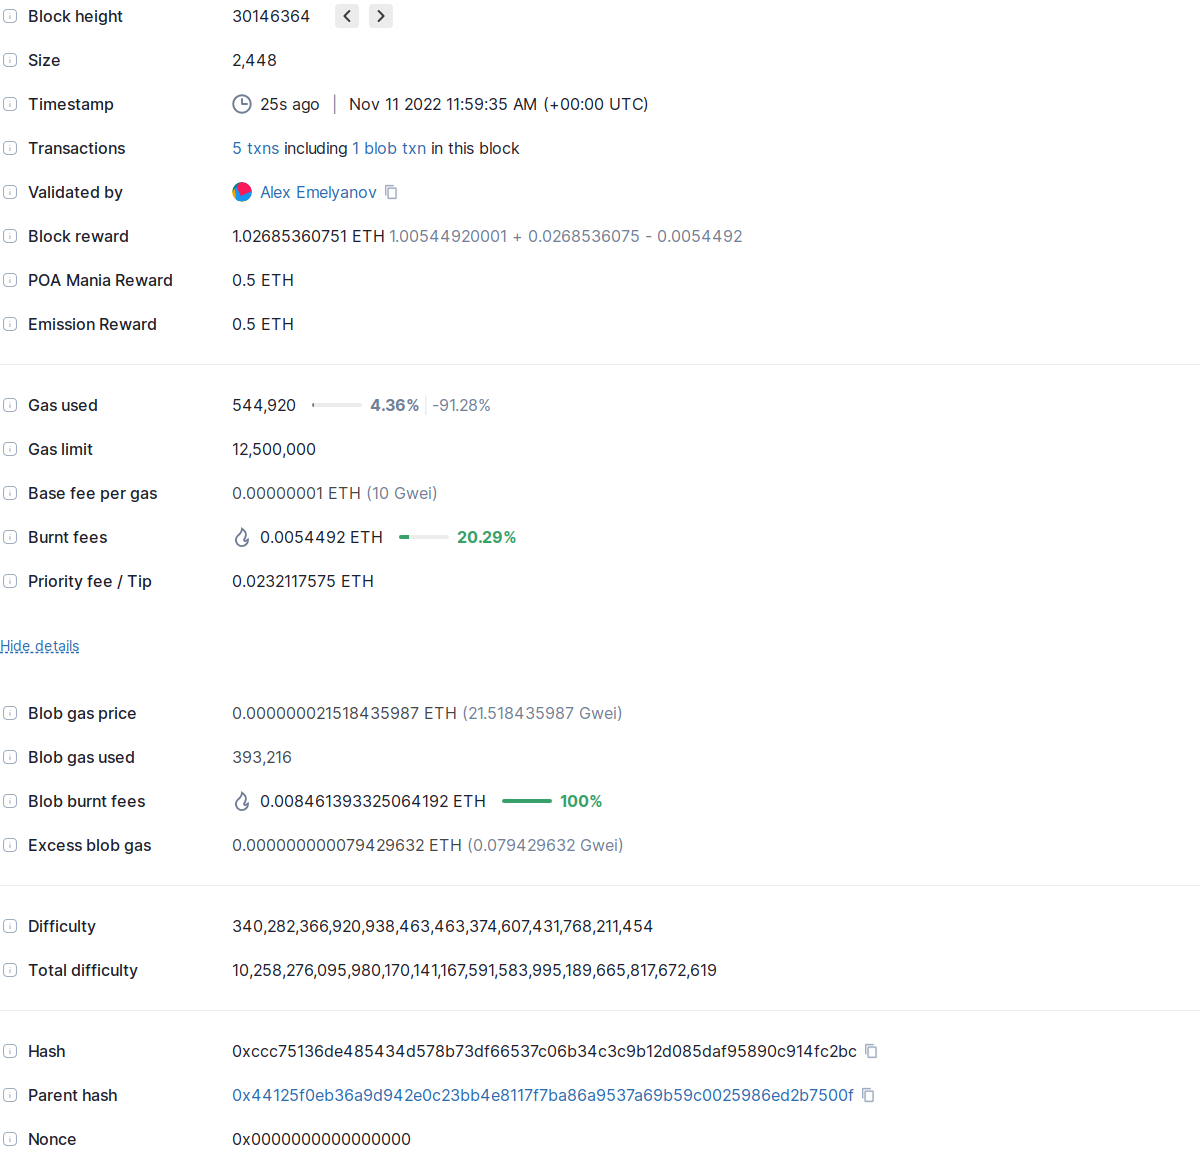 Block height 30146364
Size 2,448
Timestamp 25s ago | Nov 11 2022 11:59:35 AM (+00:00 UTC)
Transactions 5 txns including 1 blob txn in this block
Validated by Alex Emelyanov
Block reward 1.02685360751 ETH 1.00544920001 + 0.0268536075 - 0.0054492
POA Mania Reward 0.5 ETH
Emission Reward 0.5 ETH
Gas used 544,920 4.36% -91.28%
Gas limit 12,500,000
Base fee per gas 0.00000001 ETH (10 Gwei)
Burnt fees 0.0054492 ETH 20.29%
Priority fee / Tip 0.0232117575 ETH
Hide details
Blob gas price 0.000000021518435987 ETH (21.518435987 Gwei)
Blob gas used 393,216
Blob burnt fees 0.008461393325064192 ETH 100%
Excess blob gas 0.000000000079429632 ETH (0.079429632 Gwei)
Difficulty 340,282,366,920,938,463,463,374,607,431,768,211,454
Total difficulty 10,258,276,095,980,170,141,167,591,583,995,189,665,817,672,619
Hash 0xccc75136de485434d578b73df66537c06b34c3c9b12d085daf95890c914fc2bc
Parent hash 0x44125f0eb36a9d942e0c23bb4e8117f7ba86a9537a69b59c0025986ed2b7500f
Nonce 0x0000000000000000